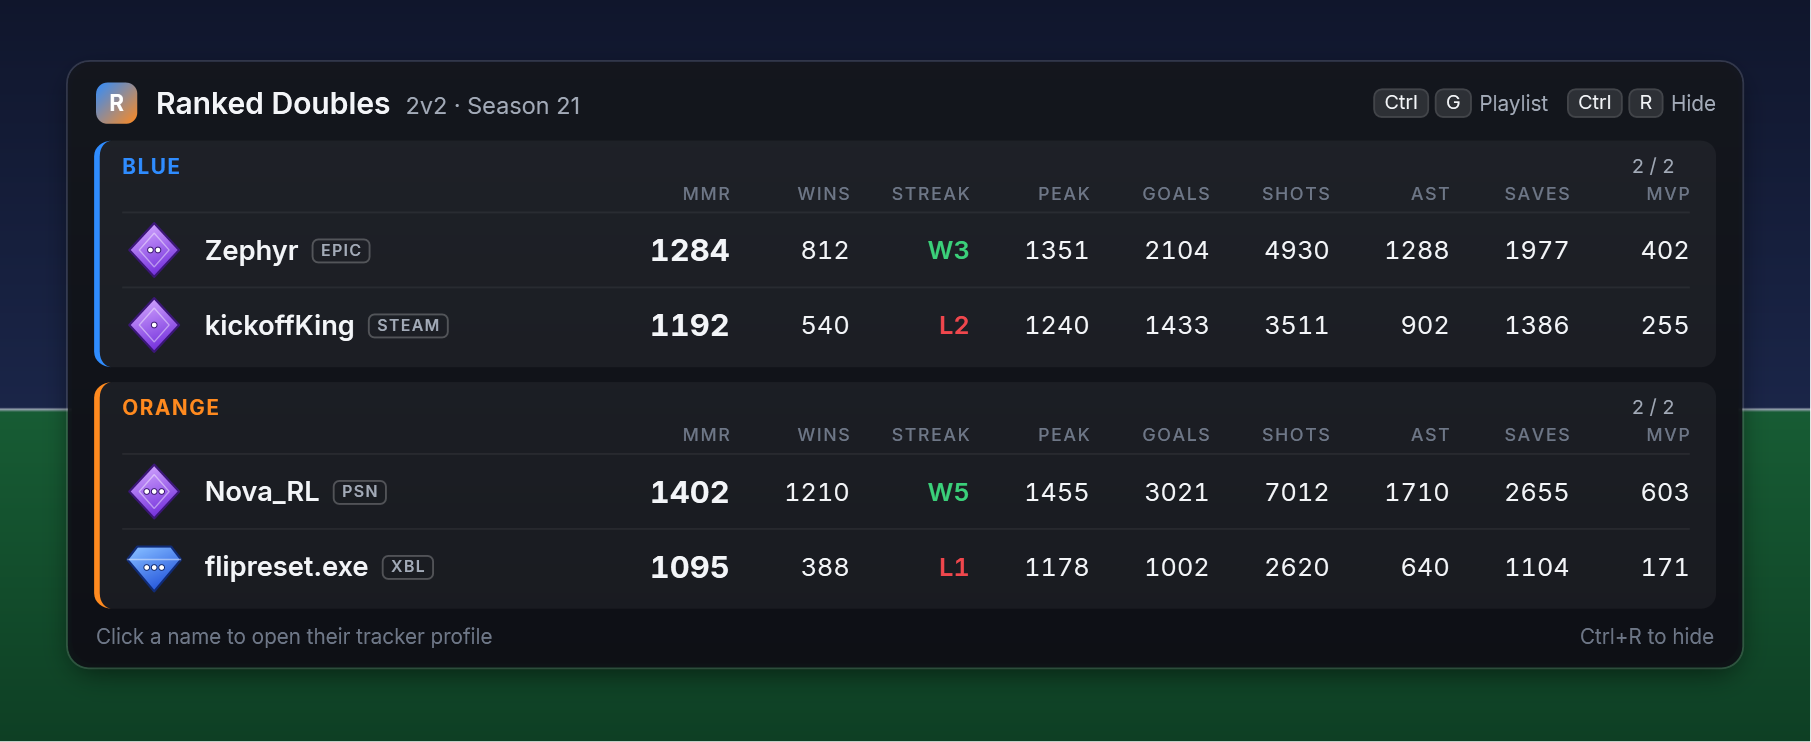 R Ranked Doubles 2v2 · Season 21 Ctrl G Playlist Ctrl R Hide
BLUE 2 / 2
MMR WINS STREAK PEAK GOALS SHOTS AST SAVES MVP
Zephyr EPIC 1284 812 W3 1351 2104 4930 1288 1977 402
kickoffKing STEAM 1192 540 L2 1240 1433 3511 902 1386 255
ORANGE 2 / 2
MMR WINS STREAK PEAK GOALS SHOTS AST SAVES MVP
Nova_RL PSN 1402 1210 W5 1455 3021 7012 1710 2655 603
flipreset.exe XBL 1095 388 L1 1178 1002 2620 640 1104 171
Click a name to open their tracker profile Ctrl+R to hide